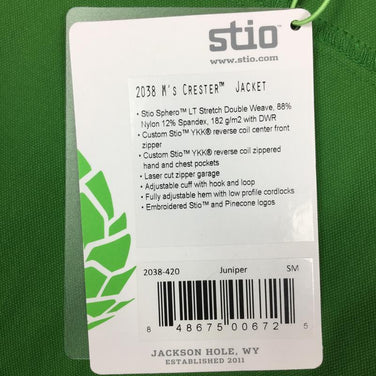 stio™
www.stio.com
2038 M's Crester™ Jacket
• Stio Sphero™ LT Stretch Double Weave, 88%
Nylon 12% Spandex, 182 g/m2 with DWR
• Custom Stio™ YKK® reverse coil center front
zipper
• Custom Stio™ YKK® reverse coil zippered
hand and chest pockets
• Laser cut zipper garage
• Adjustable cuff with hook and loop
• Fully adjustable hem with low profile cordlocks
• Embroidered Stio™ and Pinecone logos
2038-420 Juniper SM
8 48675 00672 5
JACKSON HOLE, WY
ESTABLISHED 2011